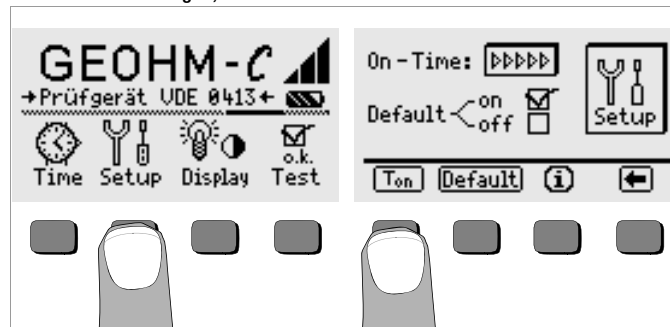 GEOHM-C
→Prüfgerät VDE 0413←
Time Setup Display o.k. Test
On-Time: ▷▷▷▷▷
Default on
off
Setup
Ton Default i ←